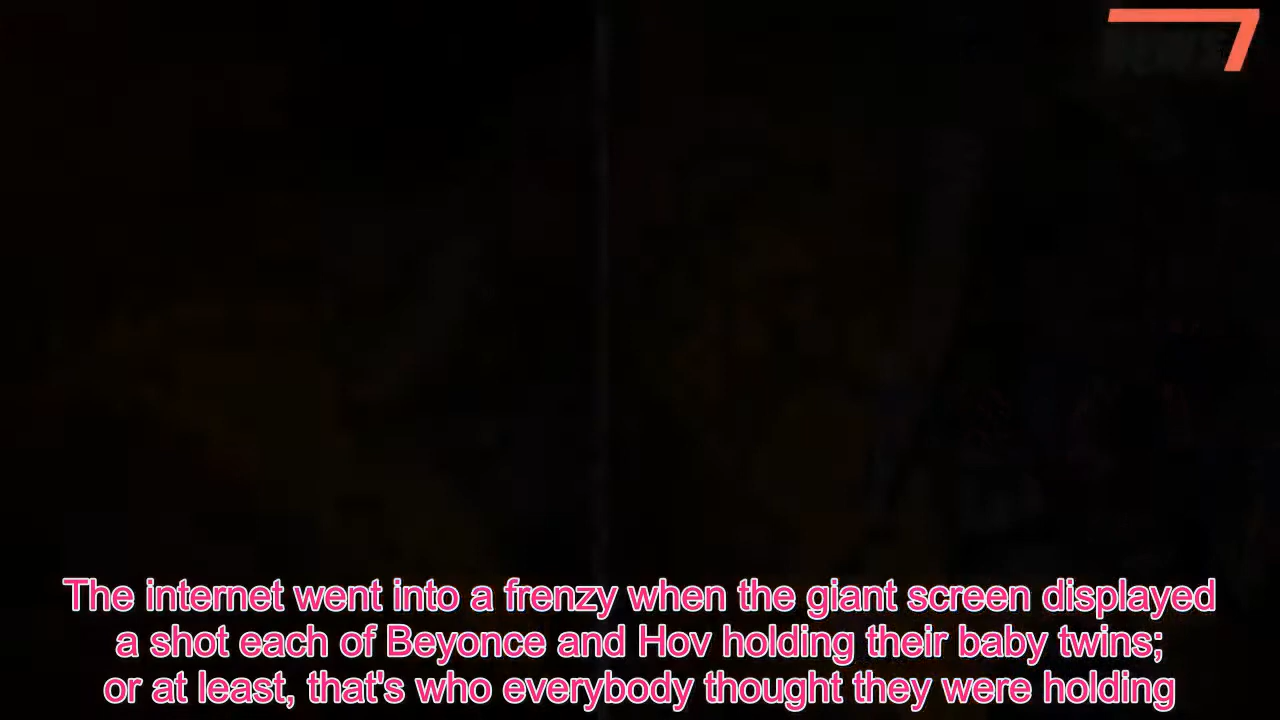 The internet went into a frenzy when the giant screen displayed
a shot each of Beyonce and Hov holding their baby twins;
or at least, that's who everybody thought they were holding